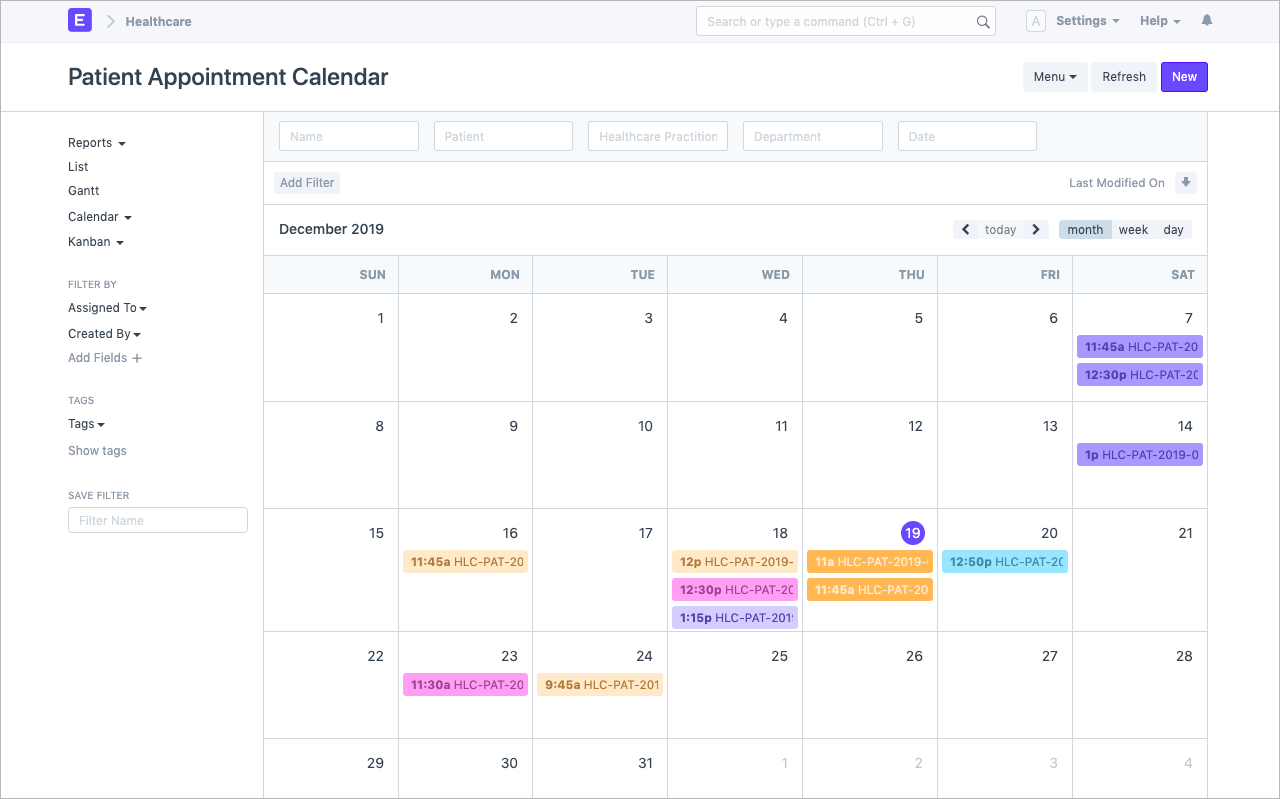 E Healthcare Search or type a command (Ctrl + G) A Settings Help
Patient Appointment Calendar Menu Refresh New
Reports
List
Gantt
Calendar
Kanban
FILTER BY
Assigned To
Created By
Add Fields
TAGS
Tags
Show tags
SAVE FILTER
Filter Name
Name Patient Healthcare Practition Department Date
Add Filter Last Modified On
December 2019 today month week day
SUN MON TUE WED THU FRI SAT
1 2 3 4 5 6 7
11:45a HLC-PAT-20
12:30p HLC-PAT-20
8 9 10 11 12 13 14
1p HLC-PAT-2019-0
15 16 17 18 19 20 21
11:45a HLC-PAT-20 12p HLC-PAT-2019- 11a HLC-PAT-2019- 12:50p HLC-PAT-20
12:30p HLC-PAT-20 11:45a HLC-PAT-20
1:15p HLC-PAT-2019
22 23 24 25 26 27 28
11:30a HLC-PAT-20 9:45a HLC-PAT-201
29 30 31 1 2 3 4